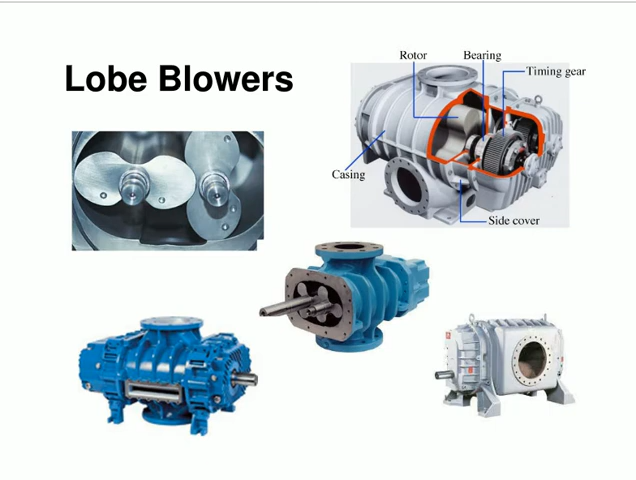 Lobe Blowers
Rotor
Bearing
Timing gear
Casing
Side cover